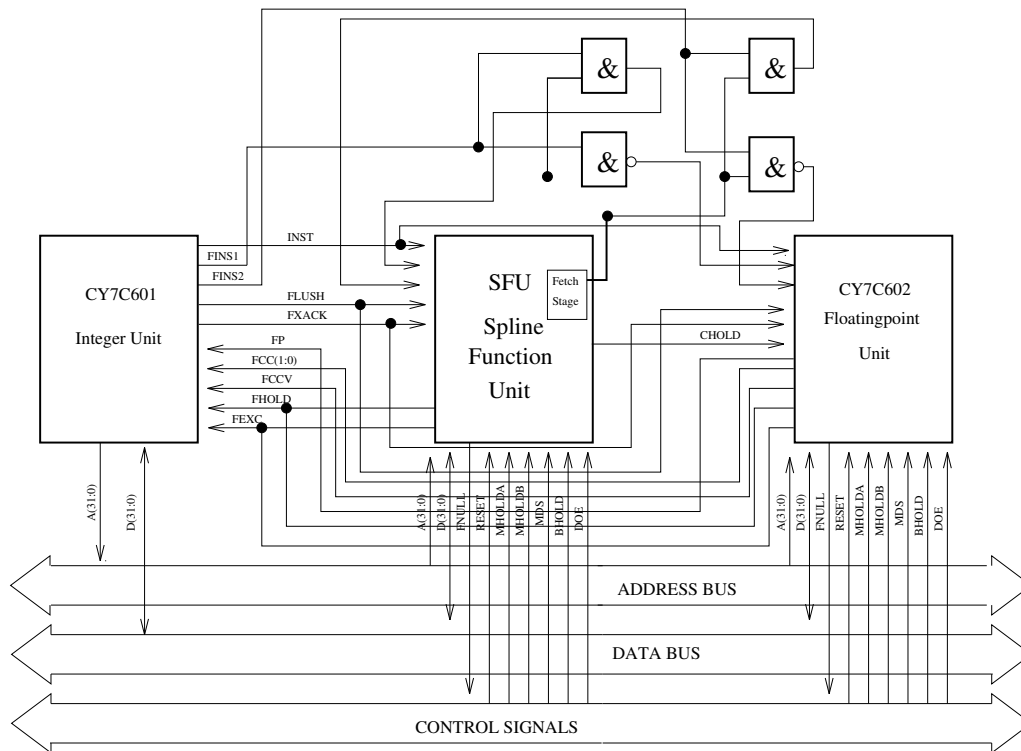 &
&
&
&
INST
FINS1
FINS2
CY7C601
Integer Unit
FLUSH
FXACK
FP
FCC(1:0)
FCCV
FHOLD
FEXC
SFU
Spline
Function
Unit
Fetch
Stage
CHOLD
CY7C602
Floatingpoint
Unit
A(31:0)
D(31:0)
A(31:0)
D(31:0)
FNULL
RESET
MHOLDA
MHOLDB
MDS
BHOLD
DOE
A(31:0)
D(31:0)
FNULL
RESET
MHOLDA
MHOLDB
MDS
BHOLD
DOE
ADDRESS BUS
DATA BUS
CONTROL SIGNALS